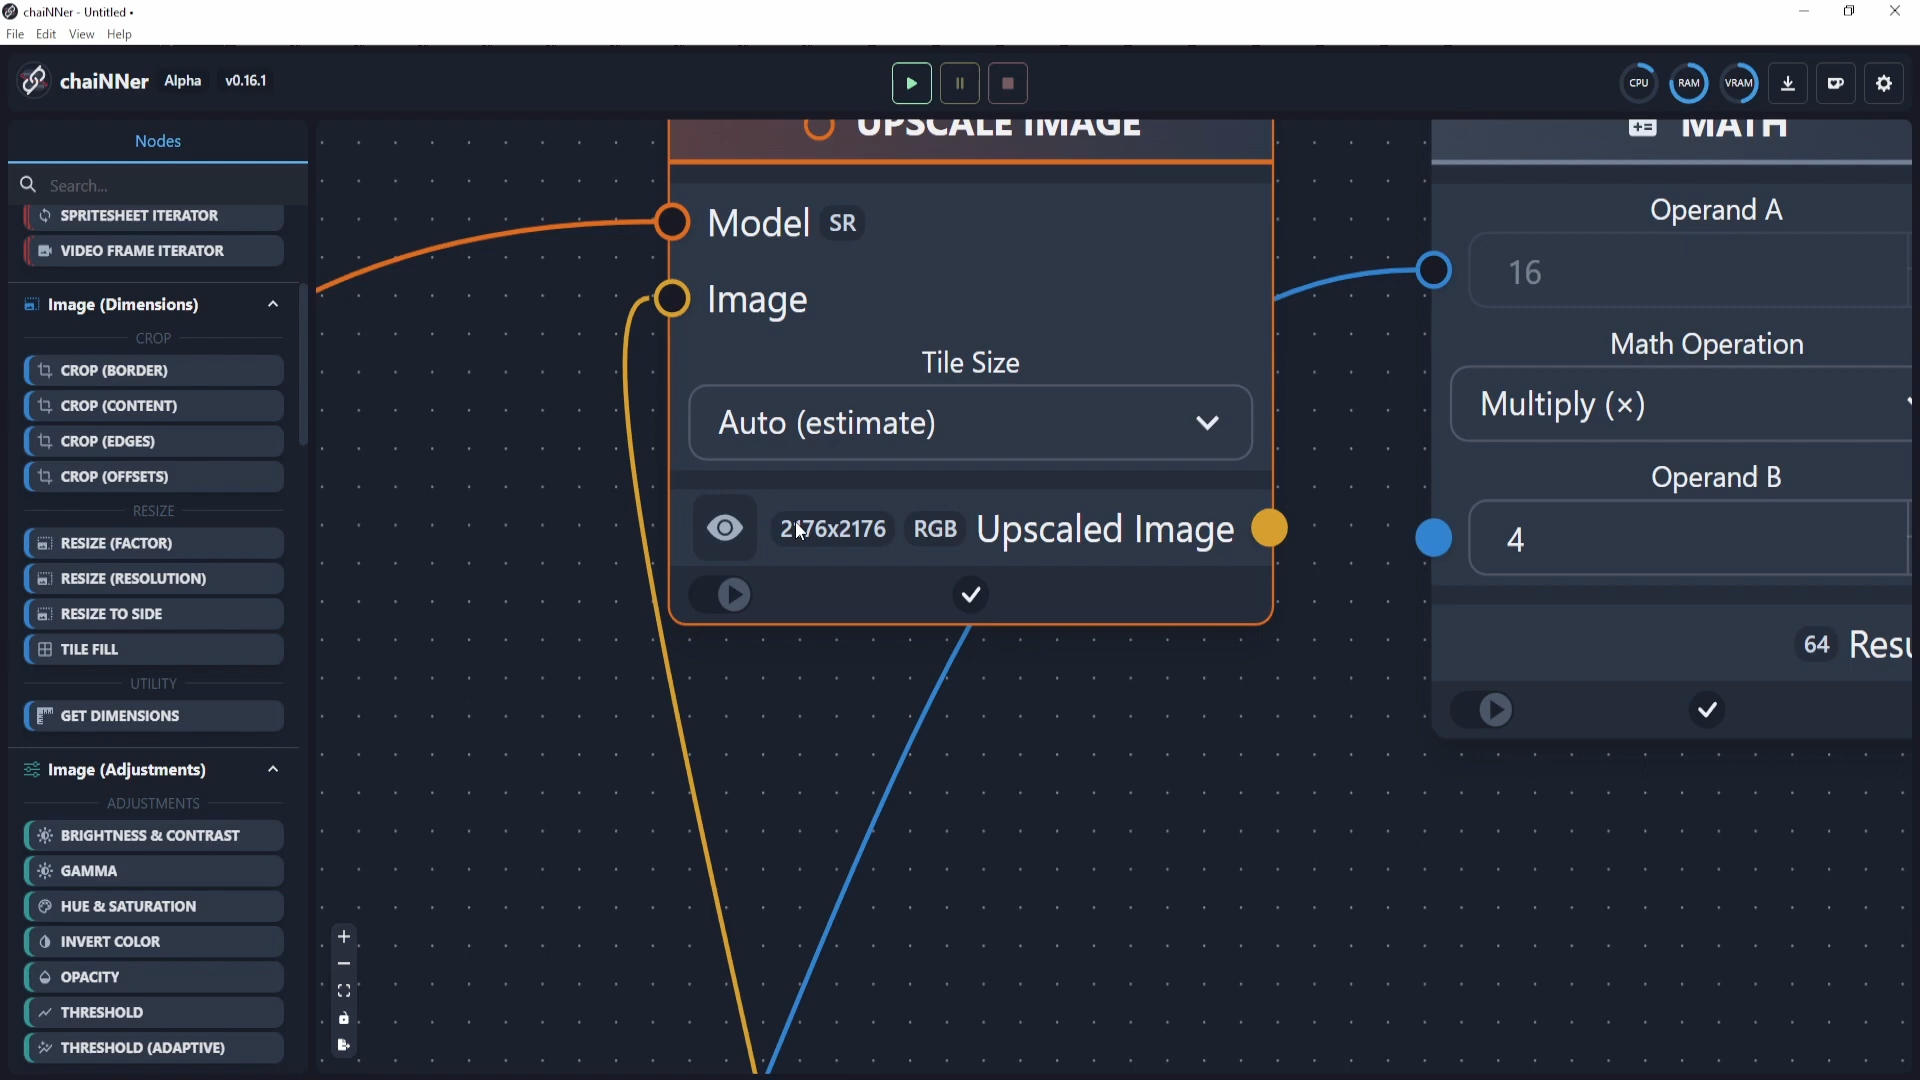 chaiNNer - Untitled •
File Edit View Help
chaiNNer Alpha v0.16.1
CPU RAM VRAM
Nodes
Search...
SPRITESHEET ITERATOR
VIDEO FRAME ITERATOR
Image (Dimensions)
CROP
CROP (BORDER)
CROP (CONTENT)
CROP (EDGES)
CROP (OFFSETS)
RESIZE
RESIZE (FACTOR)
RESIZE (RESOLUTION)
RESIZE TO SIDE
TILE FILL
UTILITY
GET DIMENSIONS
Image (Adjustments)
ADJUSTMENTS
BRIGHTNESS & CONTRAST
GAMMA
HUE & SATURATION
INVERT COLOR
OPACITY
THRESHOLD
THRESHOLD (ADAPTIVE)
UPSCALE IMAGE
Model SR
Image
Tile Size
Auto (estimate)
2176x2176 RGB Upscaled Image
MATH
Operand A
16
Math Operation
Multiply (×)
Operand B
4
64 Resu